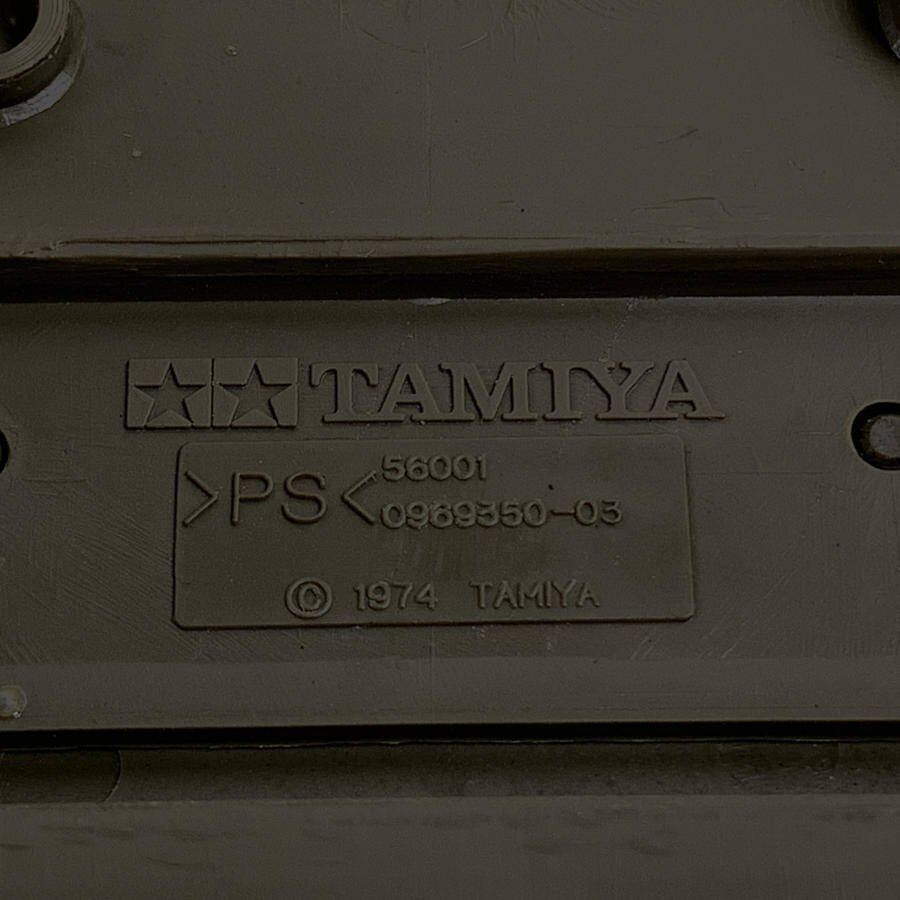 TAMIYA
>PS< 56001
0969350-03
© 1974 TAMIYA